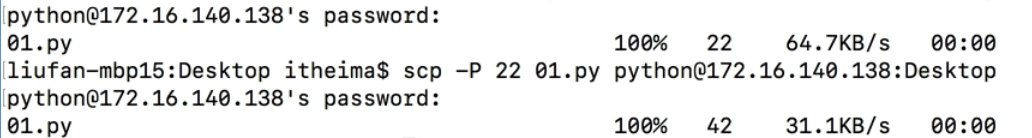 python@172.16.140.138's password:
01.py 100% 22 64.7KB/s 00:00
liufan-mbp15:Desktop itheima$ scp -P 22 01.py python@172.16.140.138:Desktop
python@172.16.140.138's password:
01.py 100% 42 31.1KB/s 00:00